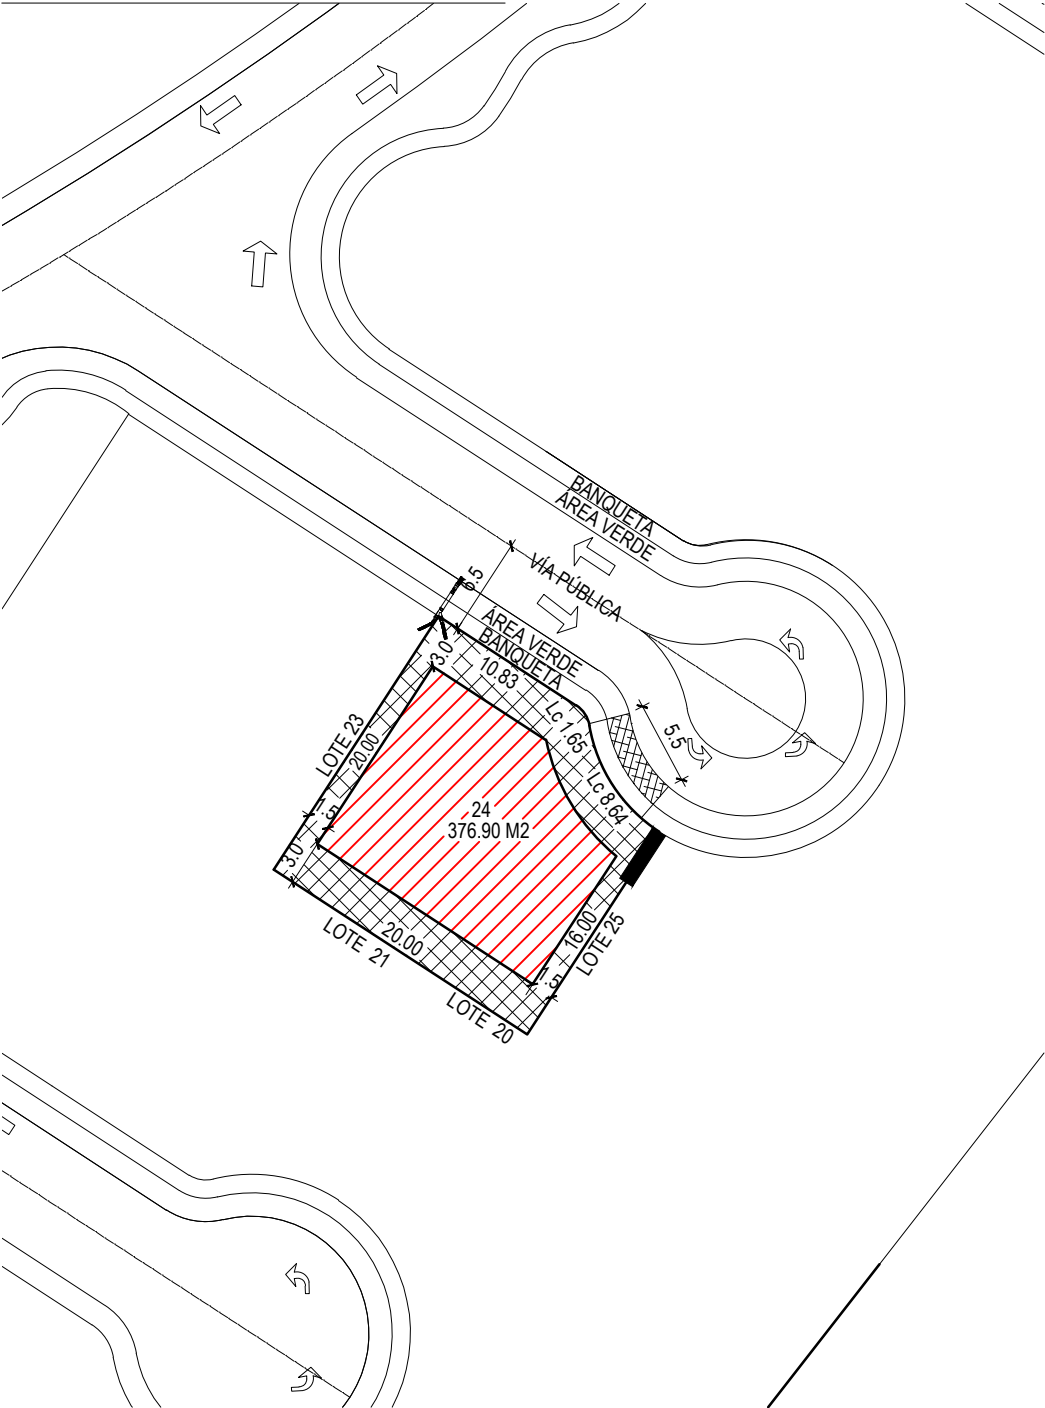 BANQUETA
ÁREA VERDE
VÍA PÚBLICA
6.5
ÁREA VERDE
BANQUETA
3.0
10.83
Lc 1.65
5.5
LOTE 23
20.00
Lc 8.64
24
376.90 M2
1.5
3.0
20.00
16.00
LOTE 25
LOTE 21
1.5
LOTE 20